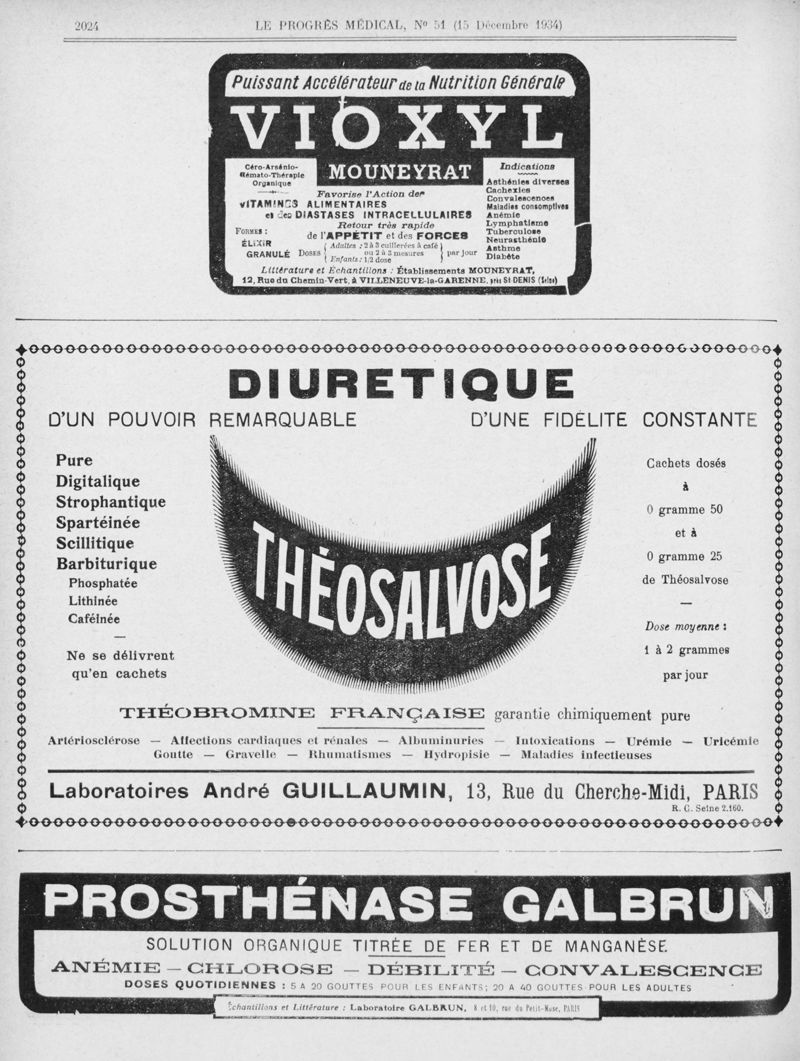 2024
LE PROGRÈS MÉDICAL, Nº 51 (15 Décembre 1934)
Puissant Accélérateur de la Nutrition Générale
VIOXYL
MOUNEYRAT
Céro-Arsénio-
Hémato-Thérapie
Organique
Favorise l'Action des
VITAMINES ALIMENTAIRES
et des DIASTASES INTRACELLULAIRES
Retour très rapide
de l'APPÉTIT et des FORCES
FORMES :
ÉLIXIR
GRANULÉ
DOSES
Adultes : 2 à 3 cuillerées à café
ou 2 à 3 mesures
Enfants : 1/2 dose
par jour
Indications
Asthénies diverses
Cachexies
Convalescences
Maladies consomptives
Anémie
Lymphatisme
Tuberculose
Neurasthénie
Asthme
Diabète
Littérature et Échantillons : Établissements MOUNEYRAT,
12, Rue du Chemin-Vert, à VILLENEUVE-la-GARENNE, près St-DENIS (Seine)
DIURETIQUE
D'UN POUVOIR REMARQUABLE D'UNE FIDÉLITE CONSTANTE
Pure
Digitalique
Strophantique
Spartéinée
Scillitique
Barbiturique
Phosphatée
Lithinée
Caféinée
Ne se délivrent
qu'en cachets
THÉOSALVOSE
Cachets dosés
à
0 gramme 50
et à
0 gramme 25
de Théosalvose
Dose moyenne :
1 à 2 grammes
par jour
THÉOBROMINE FRANÇAISE garantie chimiquement pure
Artériosclérose — Affections cardiaques et rénales — Albuminuries — Intoxications — Urémie — Uricémie
Goutte — Gravelle — Rhumatismes — Hydropisie — Maladies infectieuses
Laboratoires André GUILLAUMIN, 13, Rue du Cherche-Midi, PARIS
R. C. Seine 2.160.
PROSTHÉNASE GALBRUN
SOLUTION ORGANIQUE TITRÉE DE FER ET DE MANGANÈSE
ANÉMIE — CHLOROSE — DÉBILITÉ — CONVALESCENCE
DOSES QUOTIDIENNES : 5 A 20 GOUTTES POUR LES ENFANTS; 20 A 40 GOUTTES POUR LES ADULTES
Échantillons et Littérature : Laboratoire GALBRUN, 8 et 10, rue du Petit-Musc, PARIS